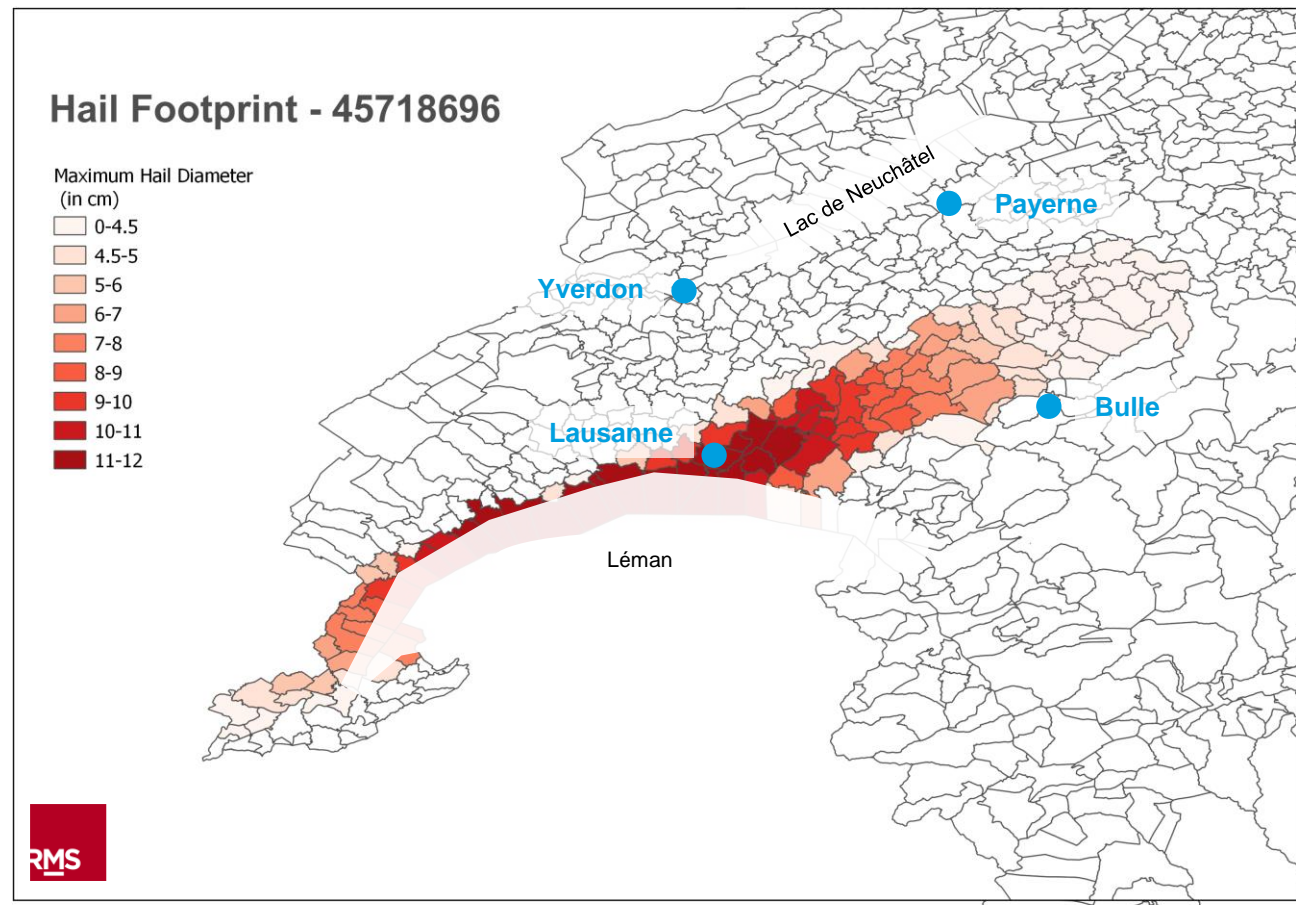 Hail Footprint - 45718696
Maximum Hail Diameter
(in cm)
0-4.5
4.5-5
5-6
6-7
7-8
8-9
9-10
10-11
11-12
Lac de Neuchâtel
Payerne
Yverdon
Bulle
Lausanne
Léman
RMS